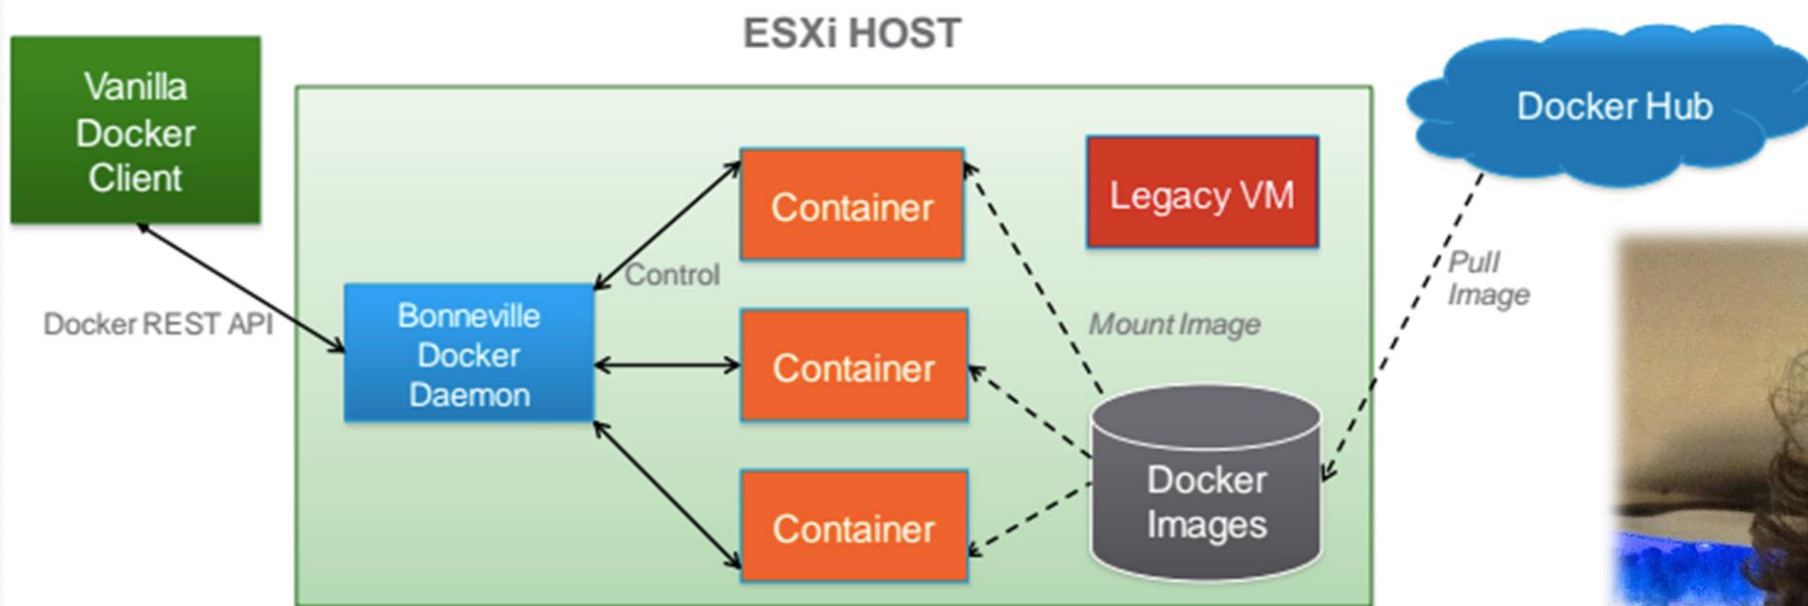 ESXi HOST
Vanilla
Docker
Client
Docker Hub
Container
Legacy VM
Control
Pull
Image
Docker REST API
Bonneville
Docker
Daemon
Mount Image
Container
Docker
Images
Container